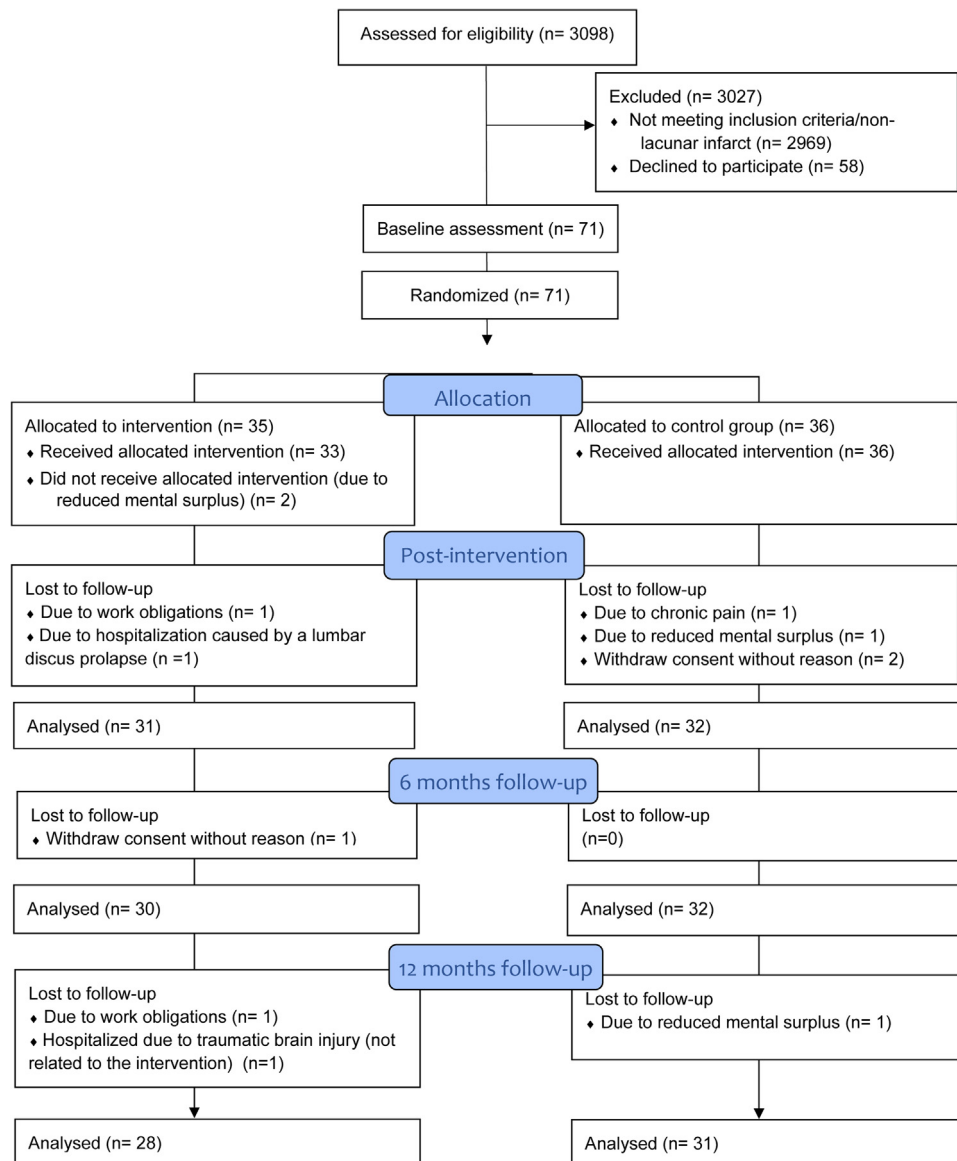 Assessed for eligibility (n= 3098)
Excluded (n= 3027)
♦ Not meeting inclusion criteria/non-
lacunar infarct (n= 2969)
♦ Declined to participate (n= 58)
Baseline assessment (n= 71)
Randomized (n= 71)
Allocation
Allocated to intervention (n= 35)
♦ Received allocated intervention (n= 33)
♦ Did not receive allocated intervention (due to
reduced mental surplus) (n= 2)
Allocated to control group (n= 36)
♦ Received allocated intervention (n= 36)
Post-intervention
Lost to follow-up
♦ Due to work obligations (n= 1)
♦ Due to hospitalization caused by a lumbar
discus prolapse (n =1)
Lost to follow-up
♦ Due to chronic pain (n= 1)
♦ Due to reduced mental surplus (n= 1)
♦ Withdraw consent without reason (n= 2)
Analysed (n= 31)
Analysed (n= 32)
6 months follow-up
Lost to follow-up
♦ Withdraw consent without reason (n= 1)
Lost to follow-up
(n=0)
Analysed (n= 30)
Analysed (n= 32)
12 months follow-up
Lost to follow-up
♦ Due to work obligations (n= 1)
♦ Hospitalized due to traumatic brain injury (not
related to the intervention) (n=1)
Lost to follow-up
♦ Due to reduced mental surplus (n= 1)
Analysed (n= 28)
Analysed (n= 31)